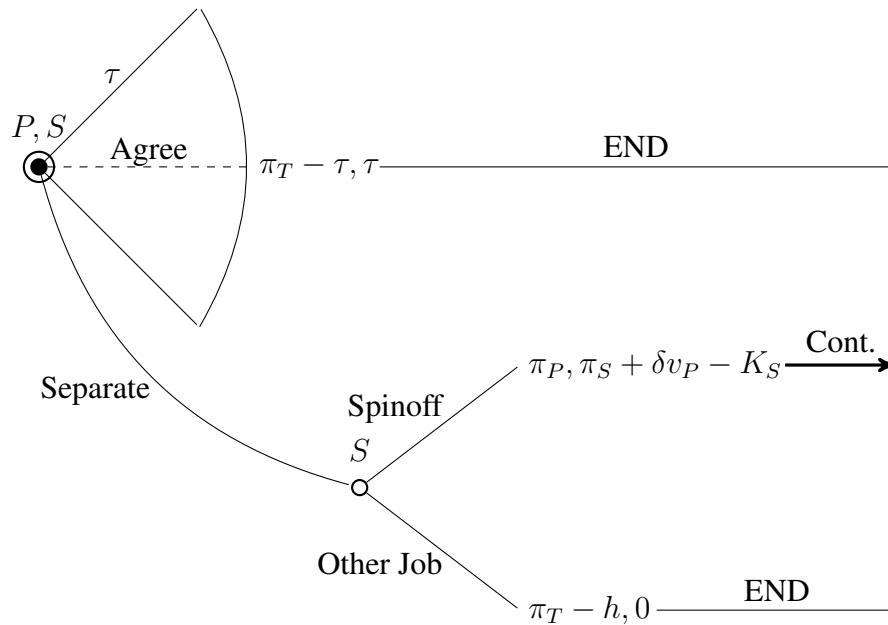 τ
P, S
Agree
π_T − τ, τ
END
Separate
S
Spinoff
π_P, π_S + δv_P − K_S
Cont.
Other Job
π_T − h, 0
END